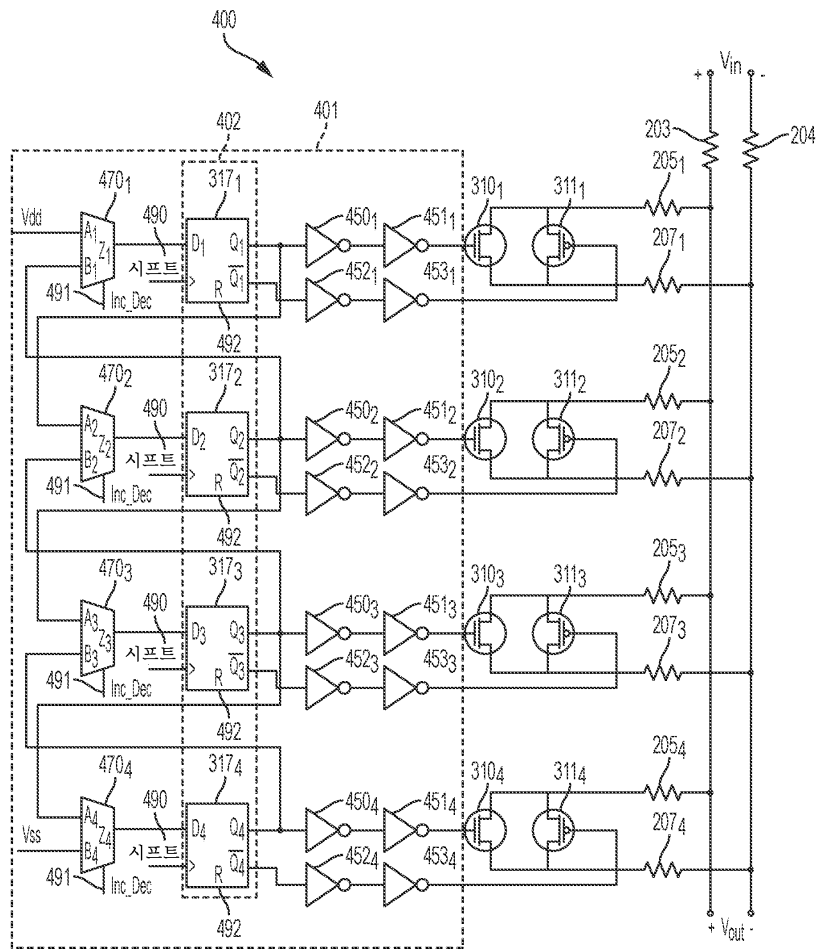 400
+ Vin -
401
402
203
204
470₁
490
317₁
450₁
451₁
310₁
311₁
205₁
Vdd
A₁
Z₁
B₁
D₁
Q₁
시프트
Q̅₁
R
452₁
453₁
207₁
491
Inc_Dec
492
470₂
490
317₂
450₂
451₂
310₂
311₂
205₂
A₂
Z₂
B₂
D₂
Q₂
시프트
Q̅₂
R
452₂
453₂
207₂
491
Inc_Dec
492
470₃
490
317₃
450₃
451₃
310₃
311₃
205₃
A₃
Z₃
B₃
D₃
Q₃
시프트
Q̅₃
R
452₃
453₃
207₃
491
Inc_Dec
492
470₄
490
317₄
450₄
451₄
310₄
311₄
205₄
A₄
Z₄
B₄
Vss
D₄
Q₄
시프트
Q̅₄
R
452₄
453₄
207₄
491
Inc_Dec
492
+ Vout -